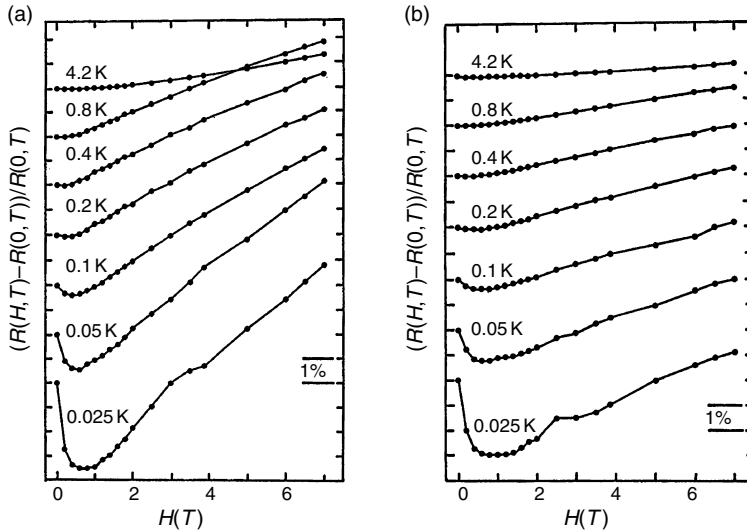 (a)
(R(H,T)−R(0,T))/R(0,T)
4.2 K
0.8 K
0.4 K
0.2 K
0.1 K
0.05 K
0.025 K
1%
0 2 4 6
H(T)
(b)
(R(H,T)−R(0,T))/R(0,T)
4.2 K
0.8 K
0.4 K
0.2 K
0.1 K
0.05 K
0.025 K
1%
0 2 4 6
H(T)